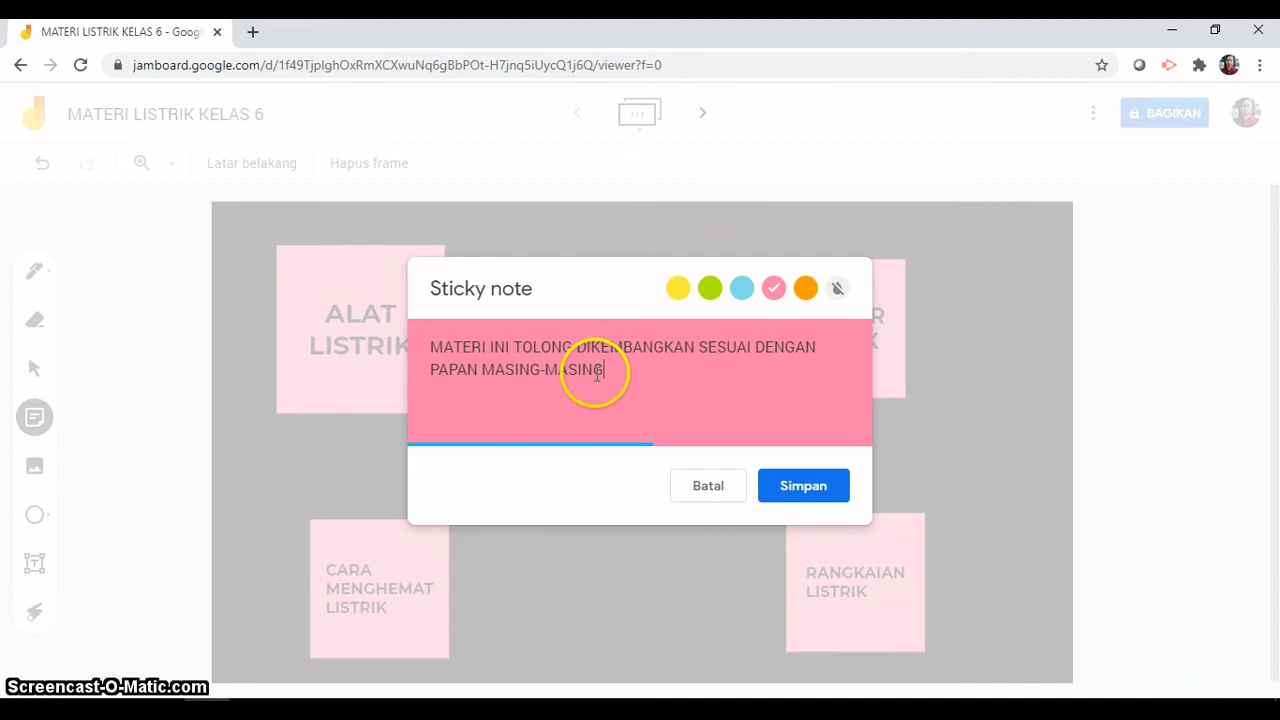 MATERI LISTRIK KELAS 6 - Googl
jamboard.google.com/d/1f49TjpIghOxRmXCXwuNq6gBbPOt-H7jnq5iUycQ1j6Q/viewer?f=0
MATERI LISTRIK KELAS 6
1/1
BAGIKAN
Latar belakang
Hapus frame
ALAT
LISTRIK
R
K
Sticky note
MATERI INI TOLONG DIKEMBANGKAN SESUAI DENGAN
PAPAN MASING-MASING
Batal
Simpan
CARA
MENGHEMAT
LISTRIK
RANGKAIAN
LISTRIK
Screencast-O-Matic.com